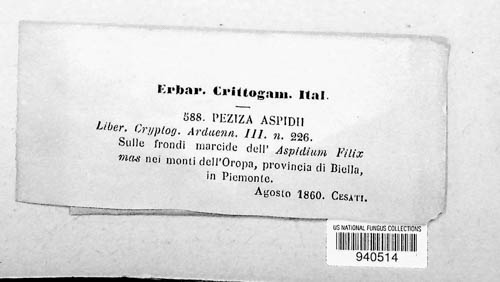 Erbar. Crittogam. Ital.
588. PEZIZA ASPIDII
Liber. Cryptog. Arduenn. III. n. 226.
Sulle frondi marcide dell' Aspidium Filix
mas nei monti dell'Oropa, provincia di Biella,
in Piemonte.
Agosto 1860. CESATI.
US NATIONAL FUNGUS COLLECTIONS
940514